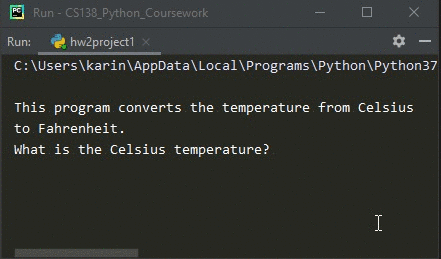 Run - CS138_Python_Coursework
Run: hw2project1
C:\Users\karin\AppData\Local\Programs\Python\Python37
This program converts the temperature from Celsius
to Fahrenheit.
What is the Celsius temperature?